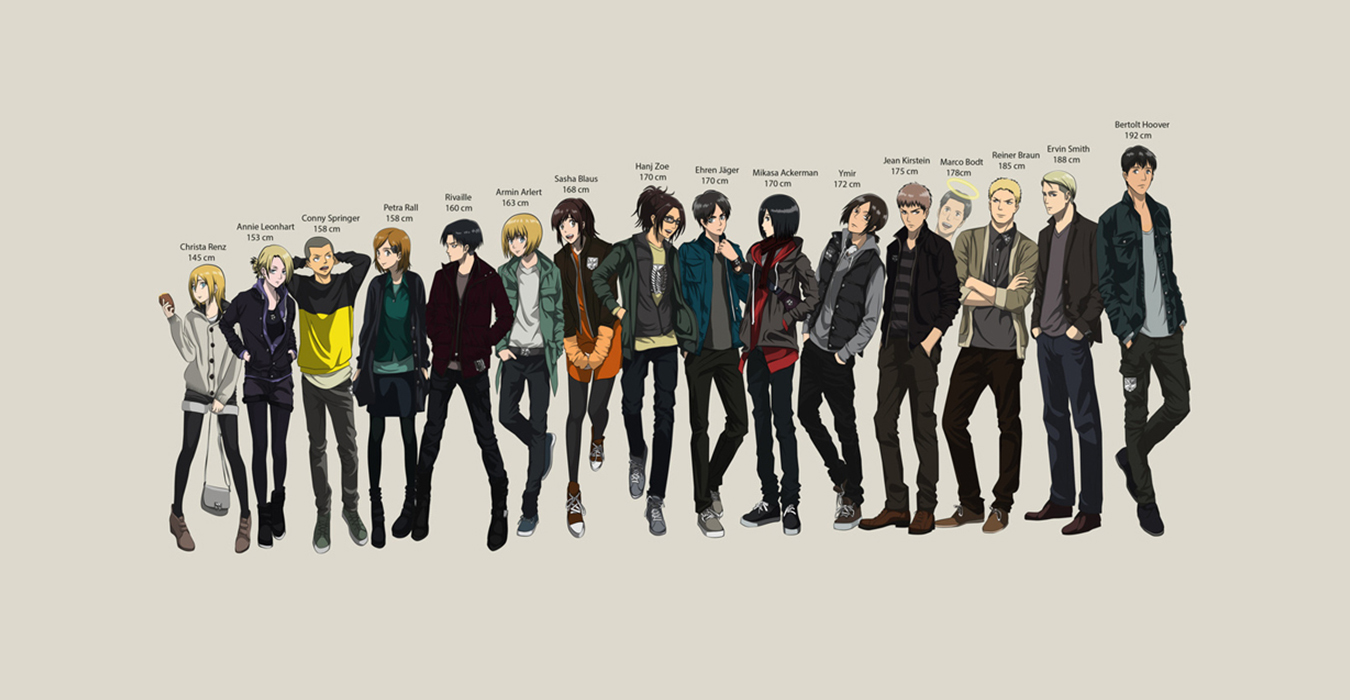 Christa Renz
145 cm
Annie Leonhart
153 cm
Conny Springer
158 cm
Petra Rall
158 cm
Rivaille
160 cm
Armin Arlert
163 cm
Sasha Blaus
168 cm
Hanj Zoe
170 cm
Ehren Jäger
170 cm
Mikasa Ackerman
170 cm
Ymir
172 cm
Jean Kirstein
175 cm
Marco Bodt
178cm
Reiner Braun
185 cm
Ervin Smith
188 cm
Bertolt Hoover
192 cm